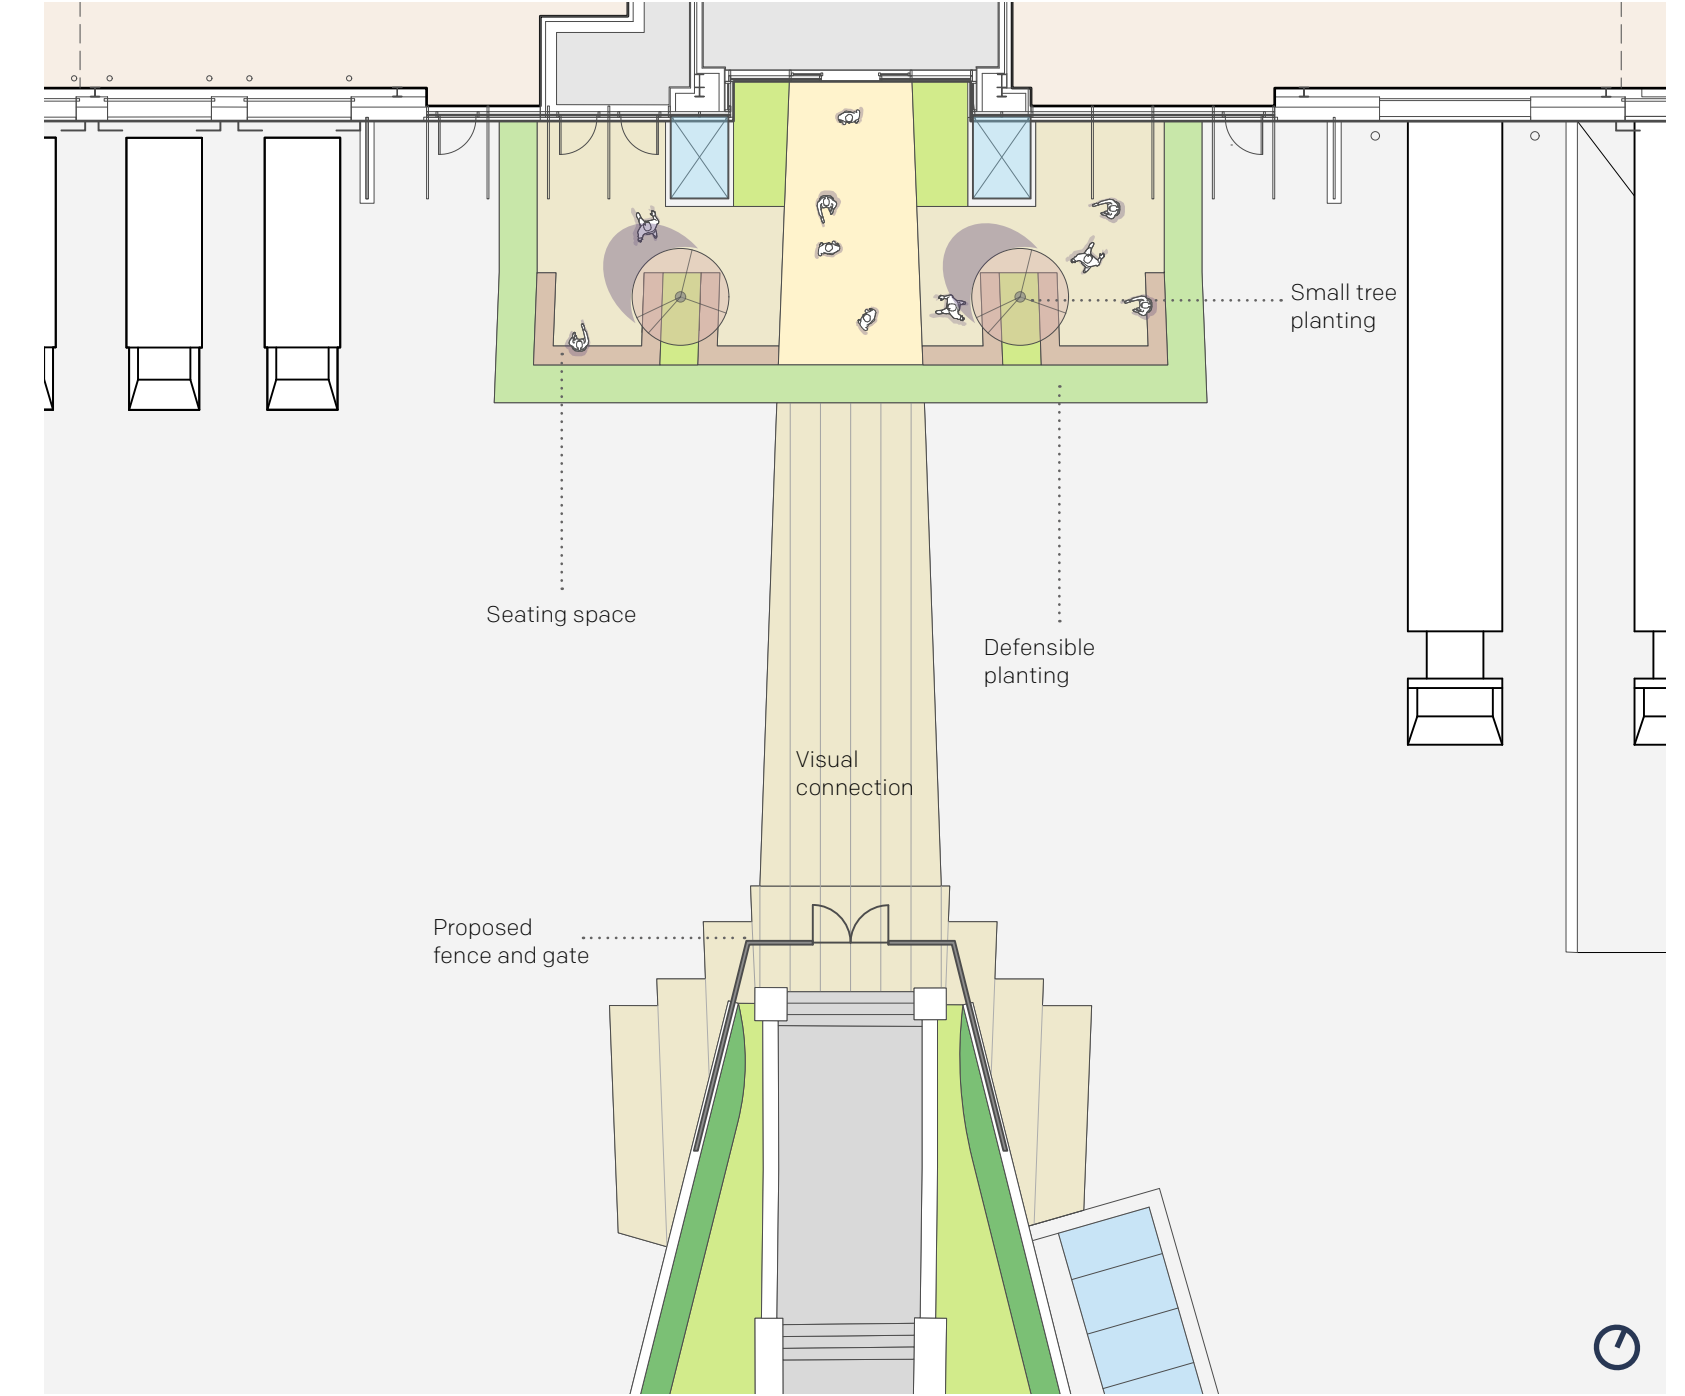 Small tree
planting
Seating space
Defensible
planting
Visual
connection
Proposed
fence and gate